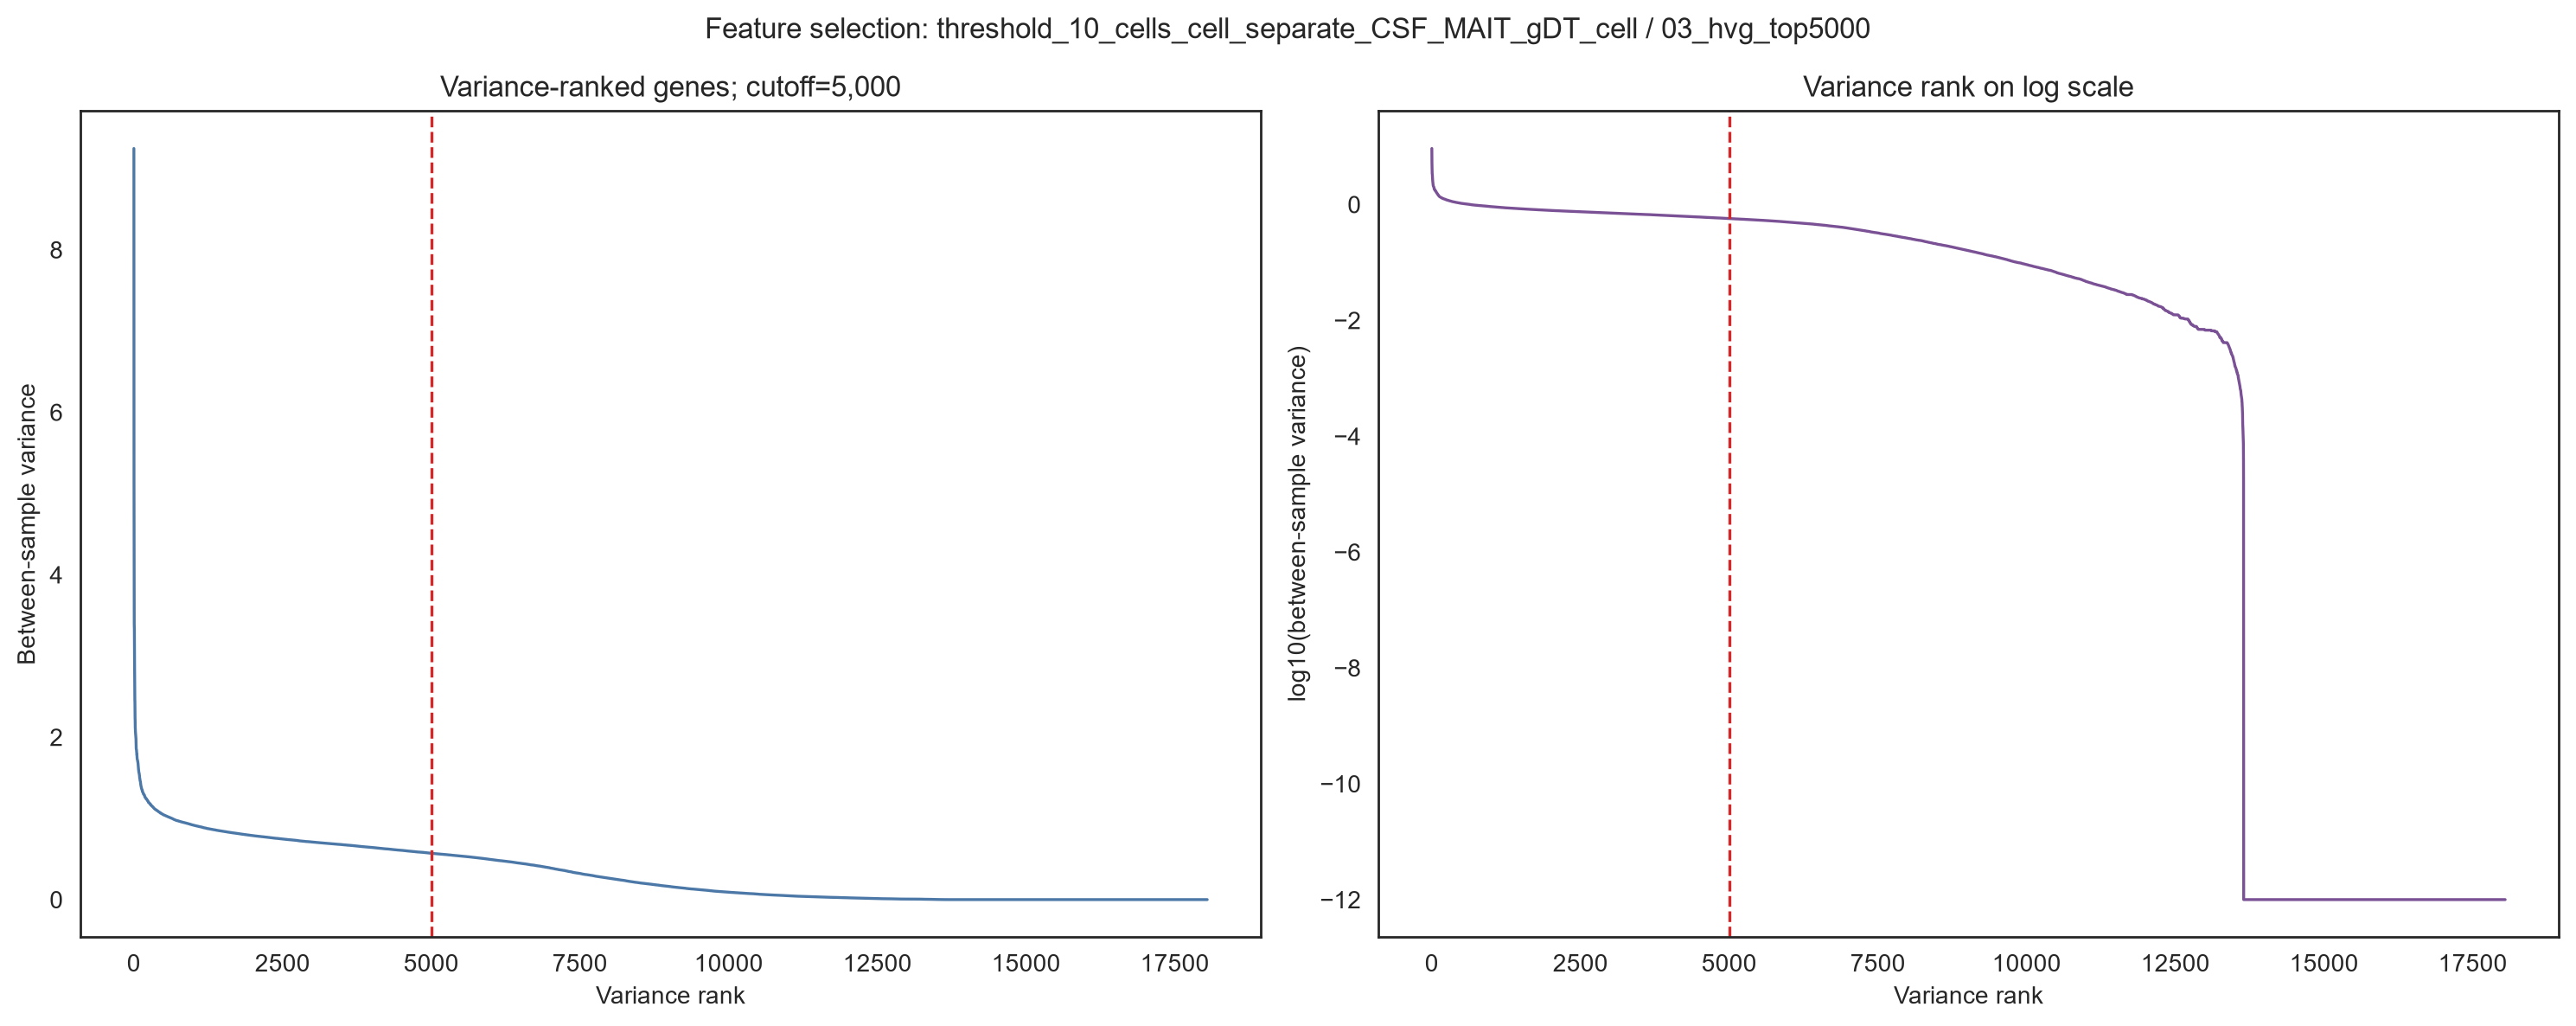 Feature selection: threshold_10_cells_cell_separate_CSF_MAIT_gDT_cell / 03_hvg_top5000
Variance-ranked genes; cutoff=5,000
Between-sample variance
8
6
4
2
0
0 2500 5000 7500 10000 12500 15000 17500
Variance rank
Variance rank on log scale
log10(between-sample variance)
0
−2
−4
−6
−8
−10
−12
0 2500 5000 7500 10000 12500 15000 17500
Variance rank